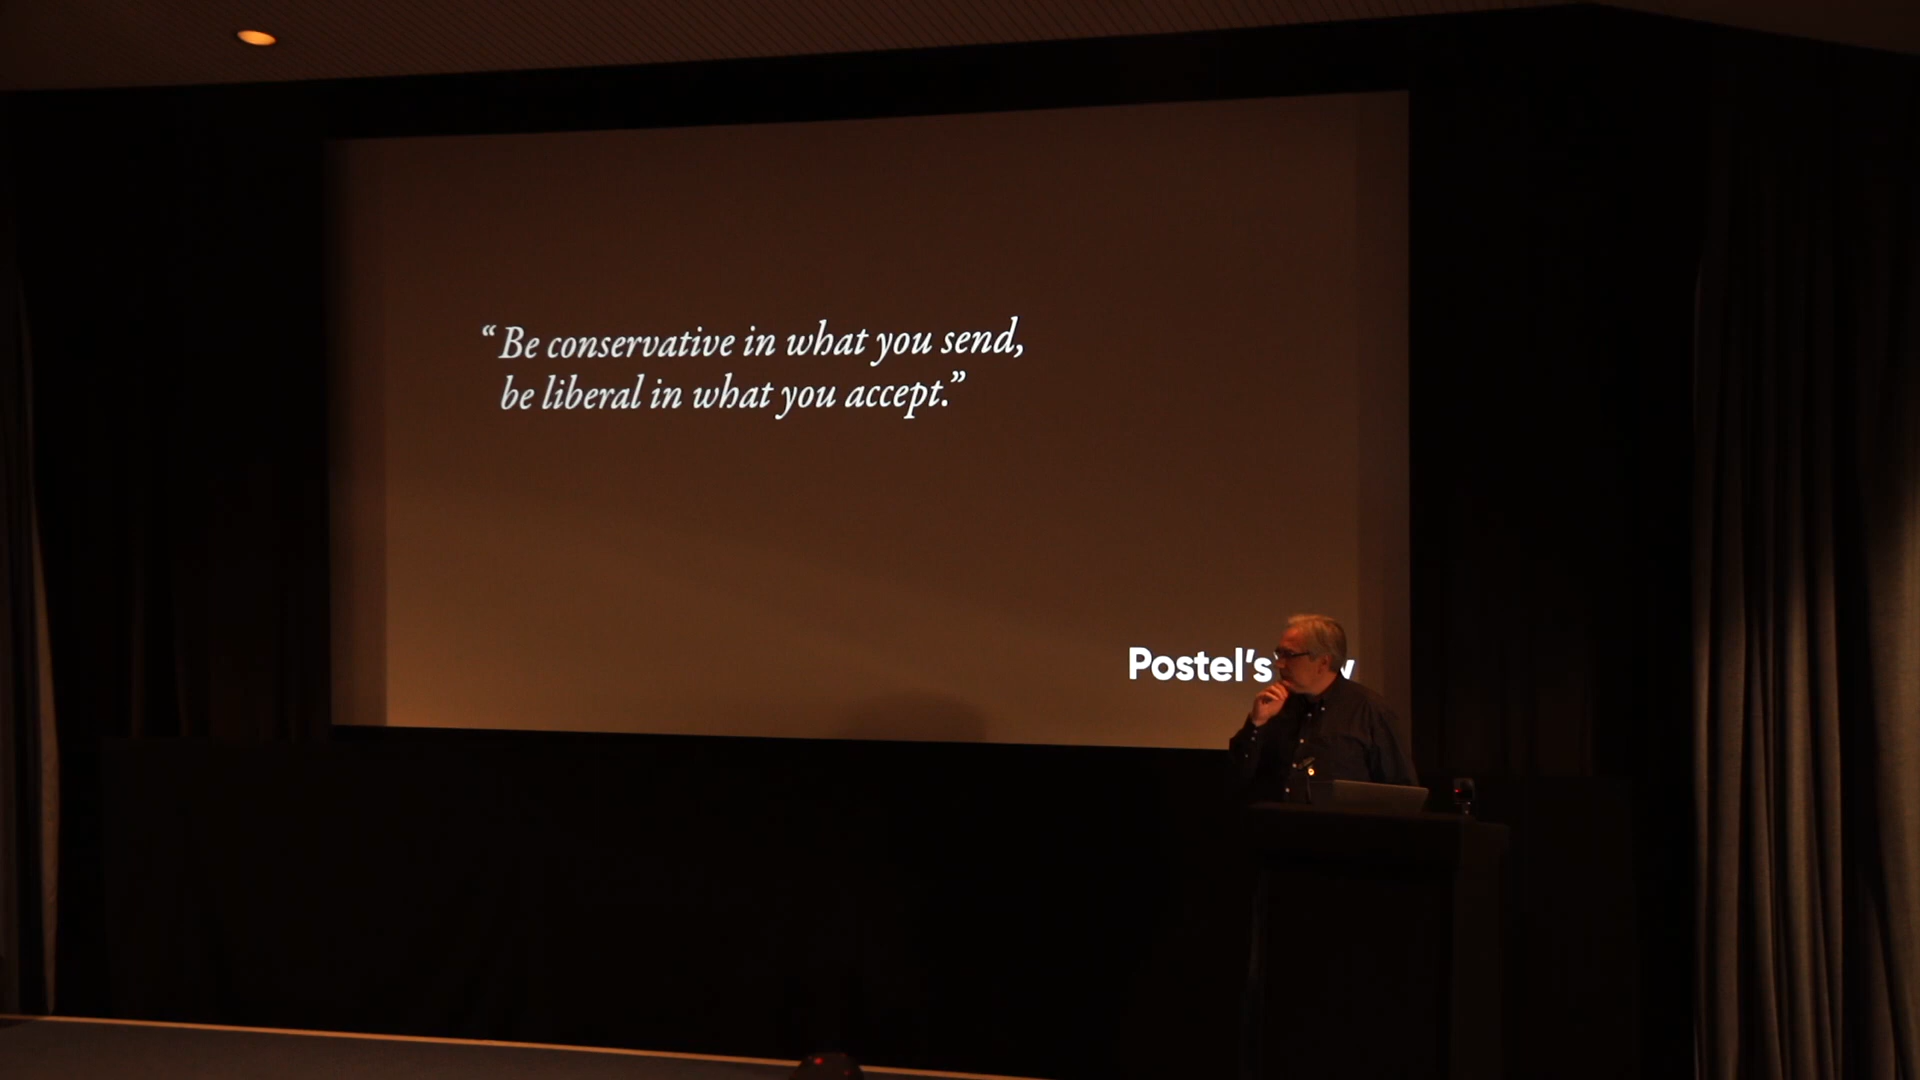 “Be conservative in what you send,
be liberal in what you accept.”
Postel’s